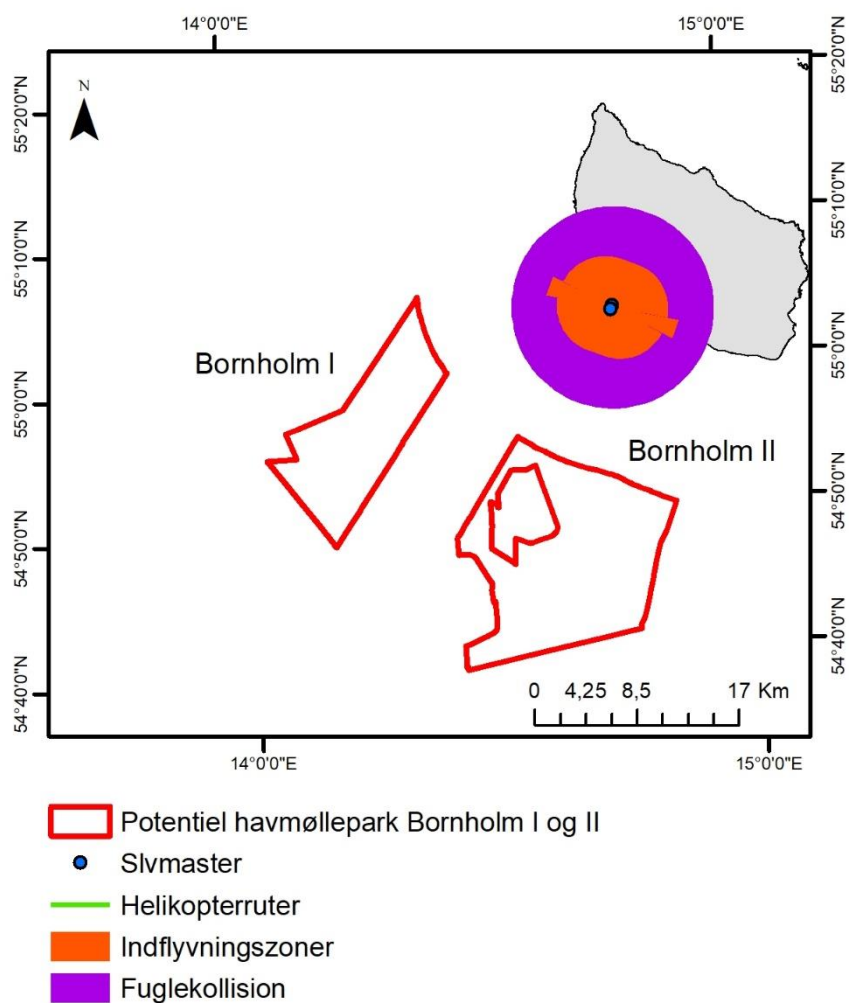 14°0'0"E 15°0'0"E
55°20'0"N
N
55°20'0"N
55°10'0"N
55°10'0"N
Bornholm I
55°0'0"N
55°0'0"N
Bornholm II
54°50'0"N
54°50'0"N
54°40'0"N
0 4,25 8,5 17 Km
54°40'0"N
14°0'0"E 15°0'0"E
Potentiel havmøllepark Bornholm I og II
Slvmaster
Helikopterruter
Indflyvningszoner
Fuglekollision